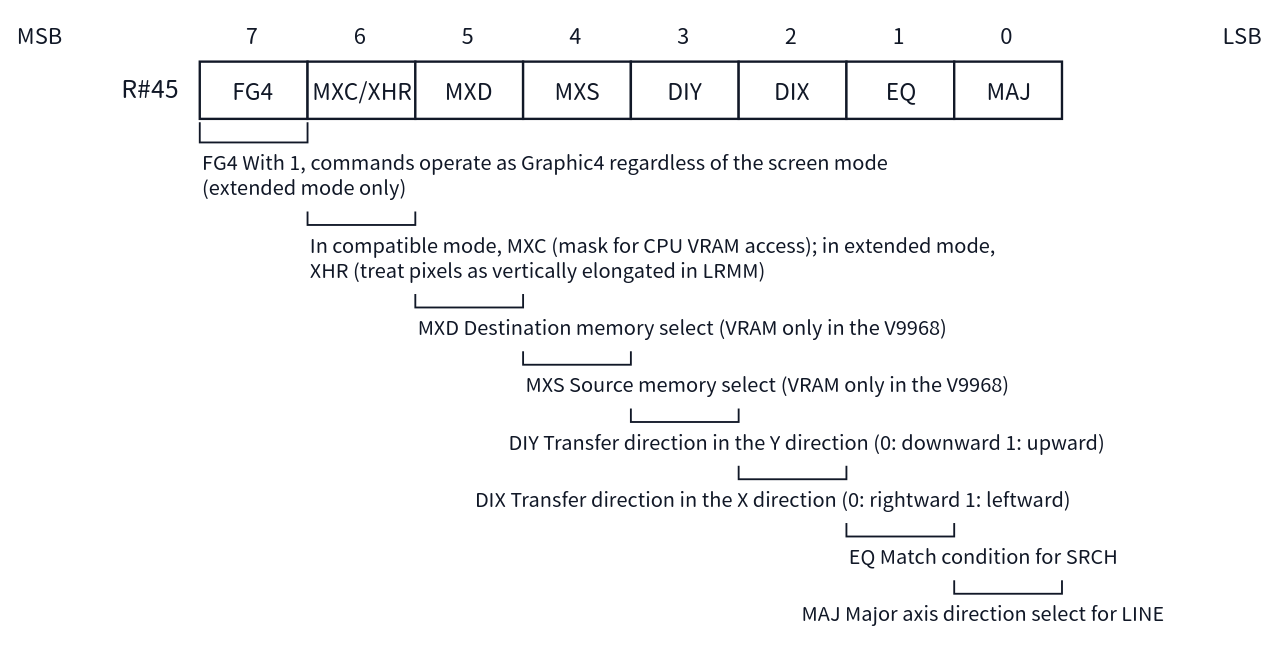 MSB 7 6 5 4 3 2 1 0 LSB
R#45 FG4 MXC/XHR MXD MXS DIY DIX EQ MAJ
FG4 With 1, commands operate as Graphic4 regardless of the screen mode
(extended mode only)
In compatible mode, MXC (mask for CPU VRAM access); in extended mode,
XHR (treat pixels as vertically elongated in LRMM)
MXD Destination memory select (VRAM only in the V9968)
MXS Source memory select (VRAM only in the V9968)
DIY Transfer direction in the Y direction (0: downward 1: upward)
DIX Transfer direction in the X direction (0: rightward 1: leftward)
EQ Match condition for SRCH
MAJ Major axis direction select for LINE